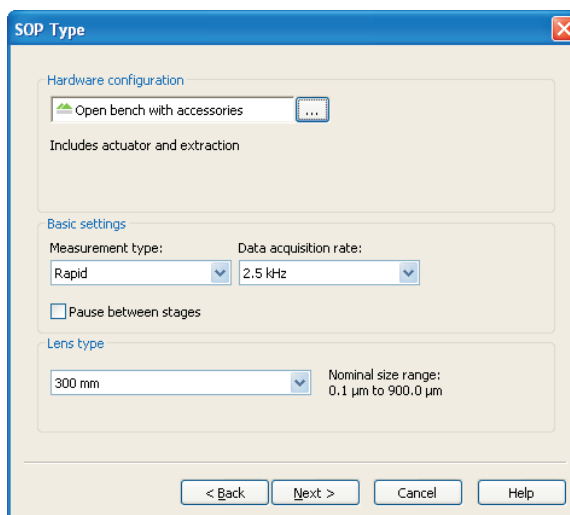 SOP Type
Hardware configuration
Open bench with accessories
...
Includes actuator and extraction
Basic settings
Measurement type: Data acquisition rate:
Rapid 2.5 kHz
Pause between stages
Lens type
300 mm
Nominal size range:
0.1 μm to 900.0 μm
< Back Next > Cancel Help